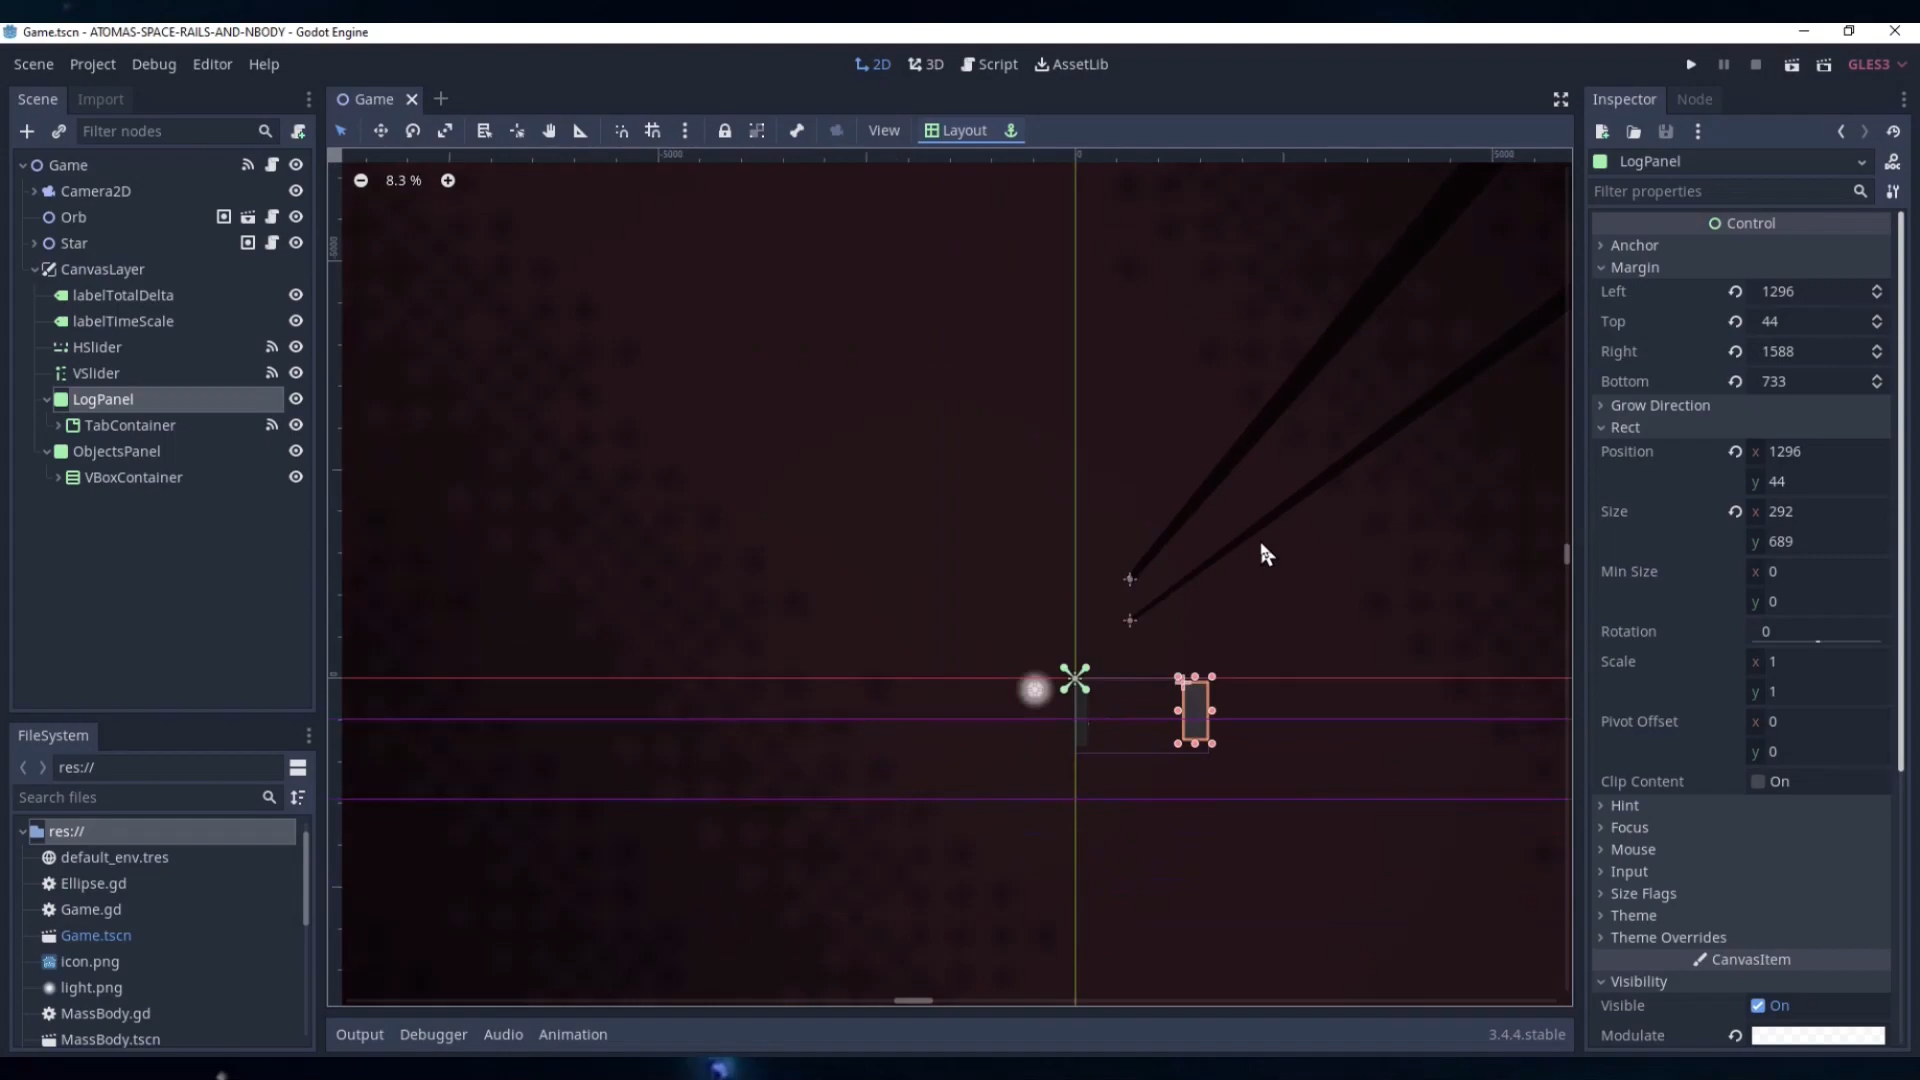 Game.tscn - ATOMAS-SPACE-RAILS-AND-NBODY - Godot Engine
Scene Project Debug Editor Help
2D 3D Script AssetLib
GLES3
Scene Import
Filter nodes
Game
Camera2D
Orb
Star
CanvasLayer
labelTotalDelta
labelTimeScale
HSlider
VSlider
LogPanel
TabContainer
ObjectsPanel
VBoxContainer
FileSystem
res://
Search files
res://
default_env.tres
Ellipse.gd
Game.gd
Game.tscn
icon.png
light.png
MassBody.gd
MassBody.tscn
Game
View Layout
-5000 0 5000
8.3 %
-5000
0
Output Debugger Audio Animation
3.4.4.stable
Inspector Node
LogPanel
Filter properties
Control
Anchor
Margin
Left 1296
Top 44
Right 1588
Bottom 733
Grow Direction
Rect
Position x 1296
y 44
Size x 292
y 689
Min Size x 0
y 0
Rotation 0
Scale x 1
y 1
Pivot Offset x 0
y 0
Clip Content On
Hint
Focus
Mouse
Input
Size Flags
Theme
Theme Overrides
CanvasItem
Visibility
Visible On
Modulate